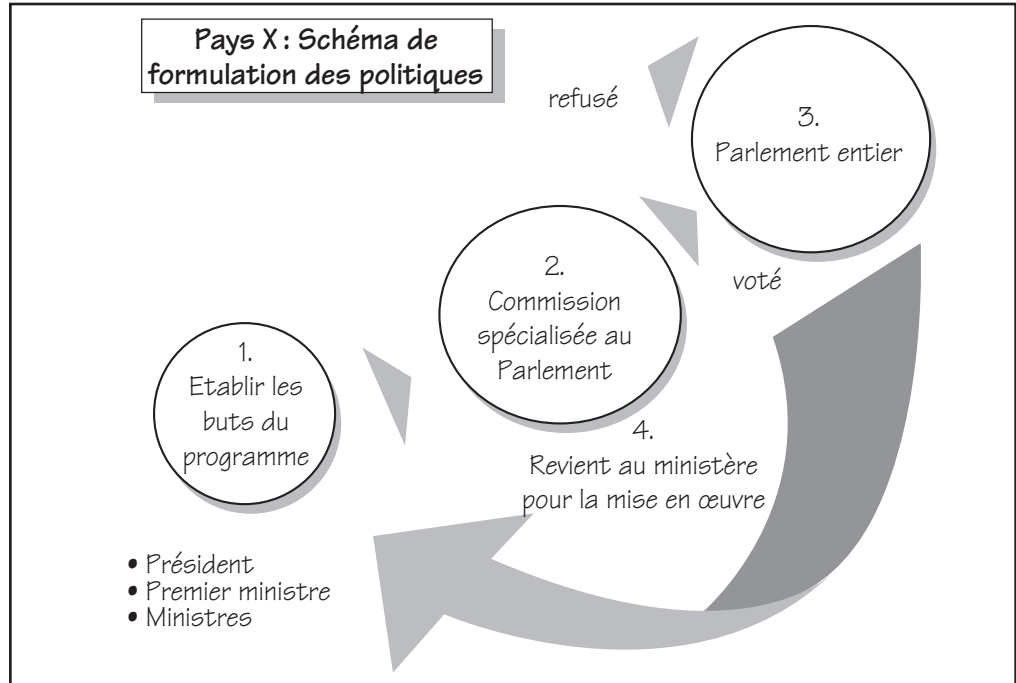 Pays X : Schéma de
formulation des politiques
refusé
3.
Parlement entier
2.
Commission
spécialisée au
Parlement
voté
1.
Etablir les
buts du
programme
4.
Revient au ministère
pour la mise en œuvre
• Président
• Premier ministre
• Ministres